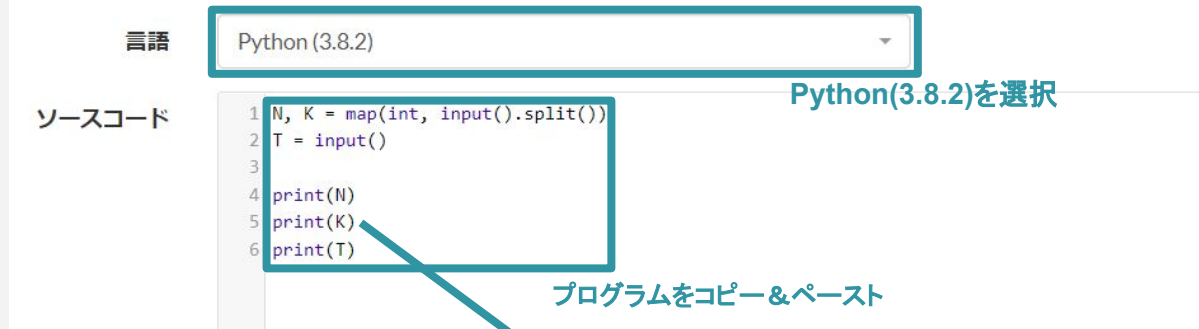 言語
Python (3.8.2)
Python(3.8.2)を選択
ソースコード
1 N, K = map(int, input().split())
2 T = input()
3
4 print(N)
5 print(K)
6 print(T)
プログラムをコピー＆ペースト